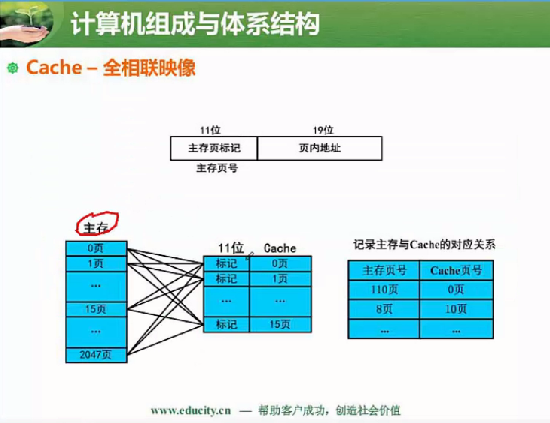 计算机组成与体系结构
Cache – 全相联映像
11位 19位
主存页标记 页内地址
主存页号
主存
0页
1页
...
15页
...
2047页
11位 Cache
标记 0页
标记 1页
... ...
标记 15页
记录主存与Cache的对应关系
主存页号 Cache页号
110页 0页
8页 10页
... ...
www.educity.cn — 帮助客户成功，创造社会价值